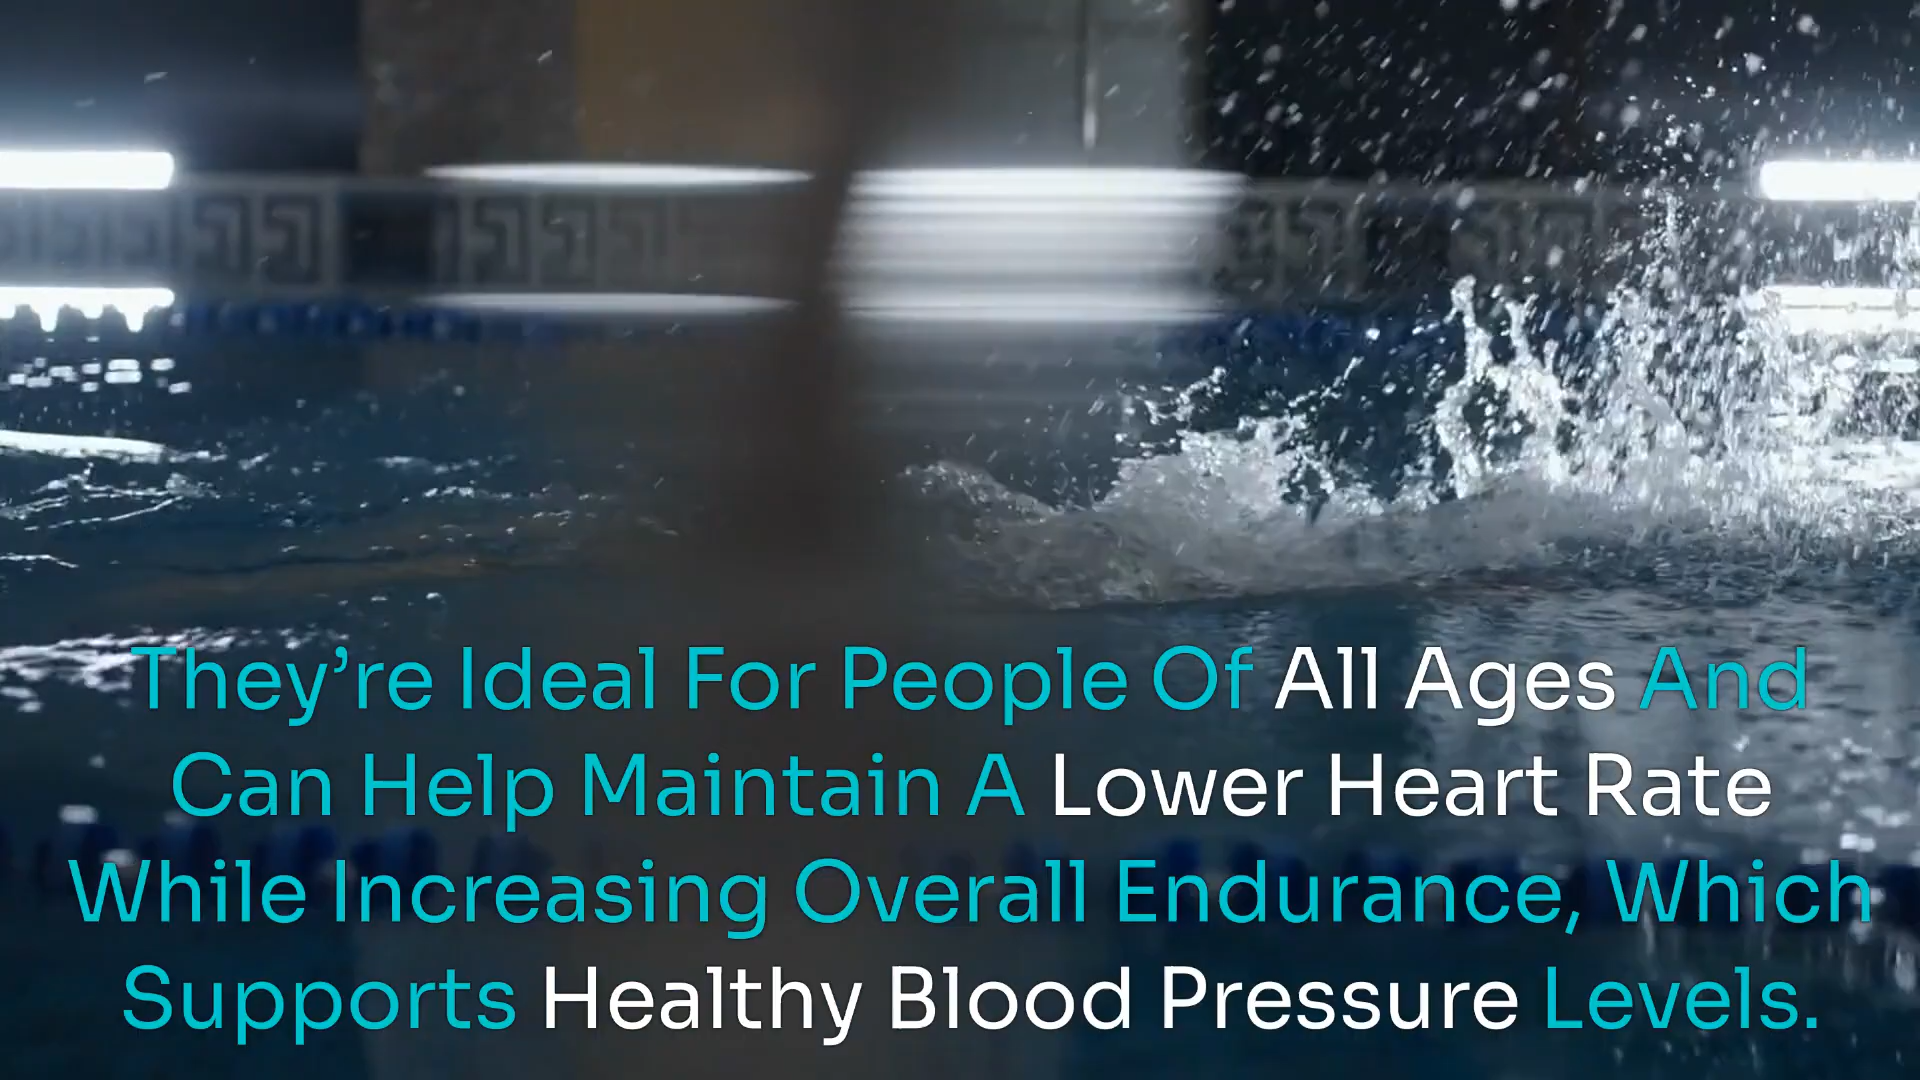 They’re Ideal For People Of All Ages And
Can Help Maintain A Lower Heart Rate
While Increasing Overall Endurance, Which
Supports Healthy Blood Pressure Levels.